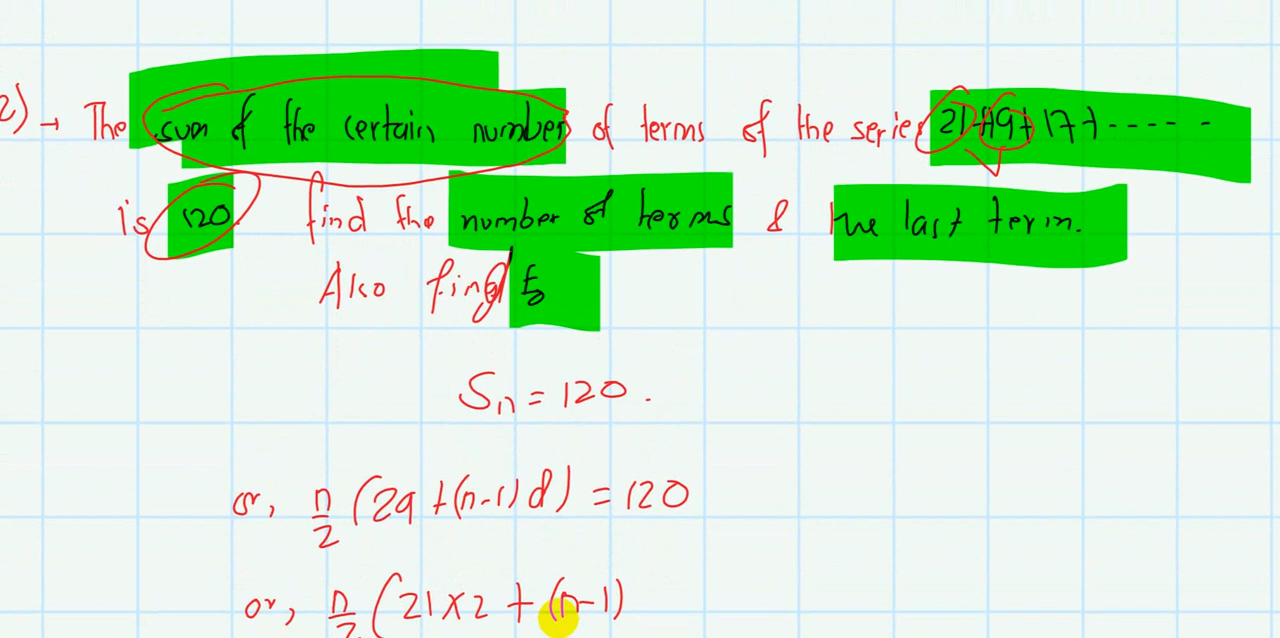 2) → The sum of the certain number of terms of the series 21+19+17+-----
is 120. find the number of terms & the last term.
Also find
Sn = 120.
or, n/2 (2a+(n-1)d) = 120
or, n/2 (21×2+(n-1)